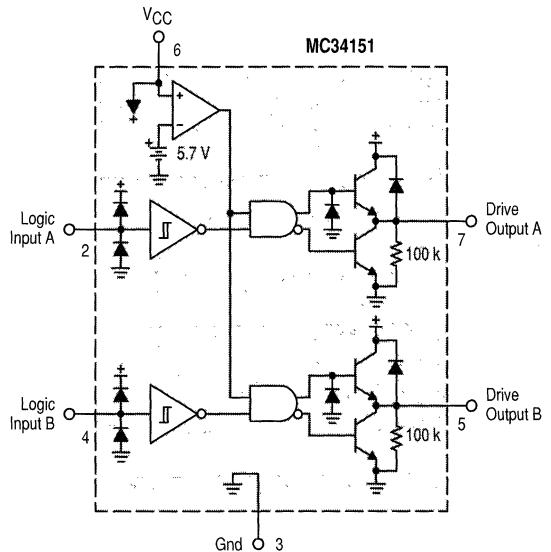 VCC
6
MC34151
+
+
−
+
5.7 V
+
+
Logic
Input A
2
Drive
Output A
7
100 k
+
+
Logic
Input B
4
Drive
Output B
5
100 k
Gnd
3